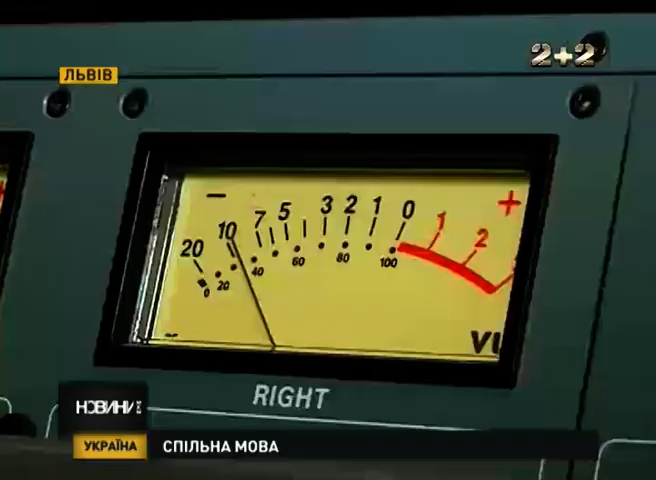 2+2
ЛЬВІВ
− +
20 10 7 5 3 2 1 0 1 2
0 20 40 60 80 100
VU
RIGHT
НОВИНИ
УКРАЇНА
СПІЛЬНА МОВА